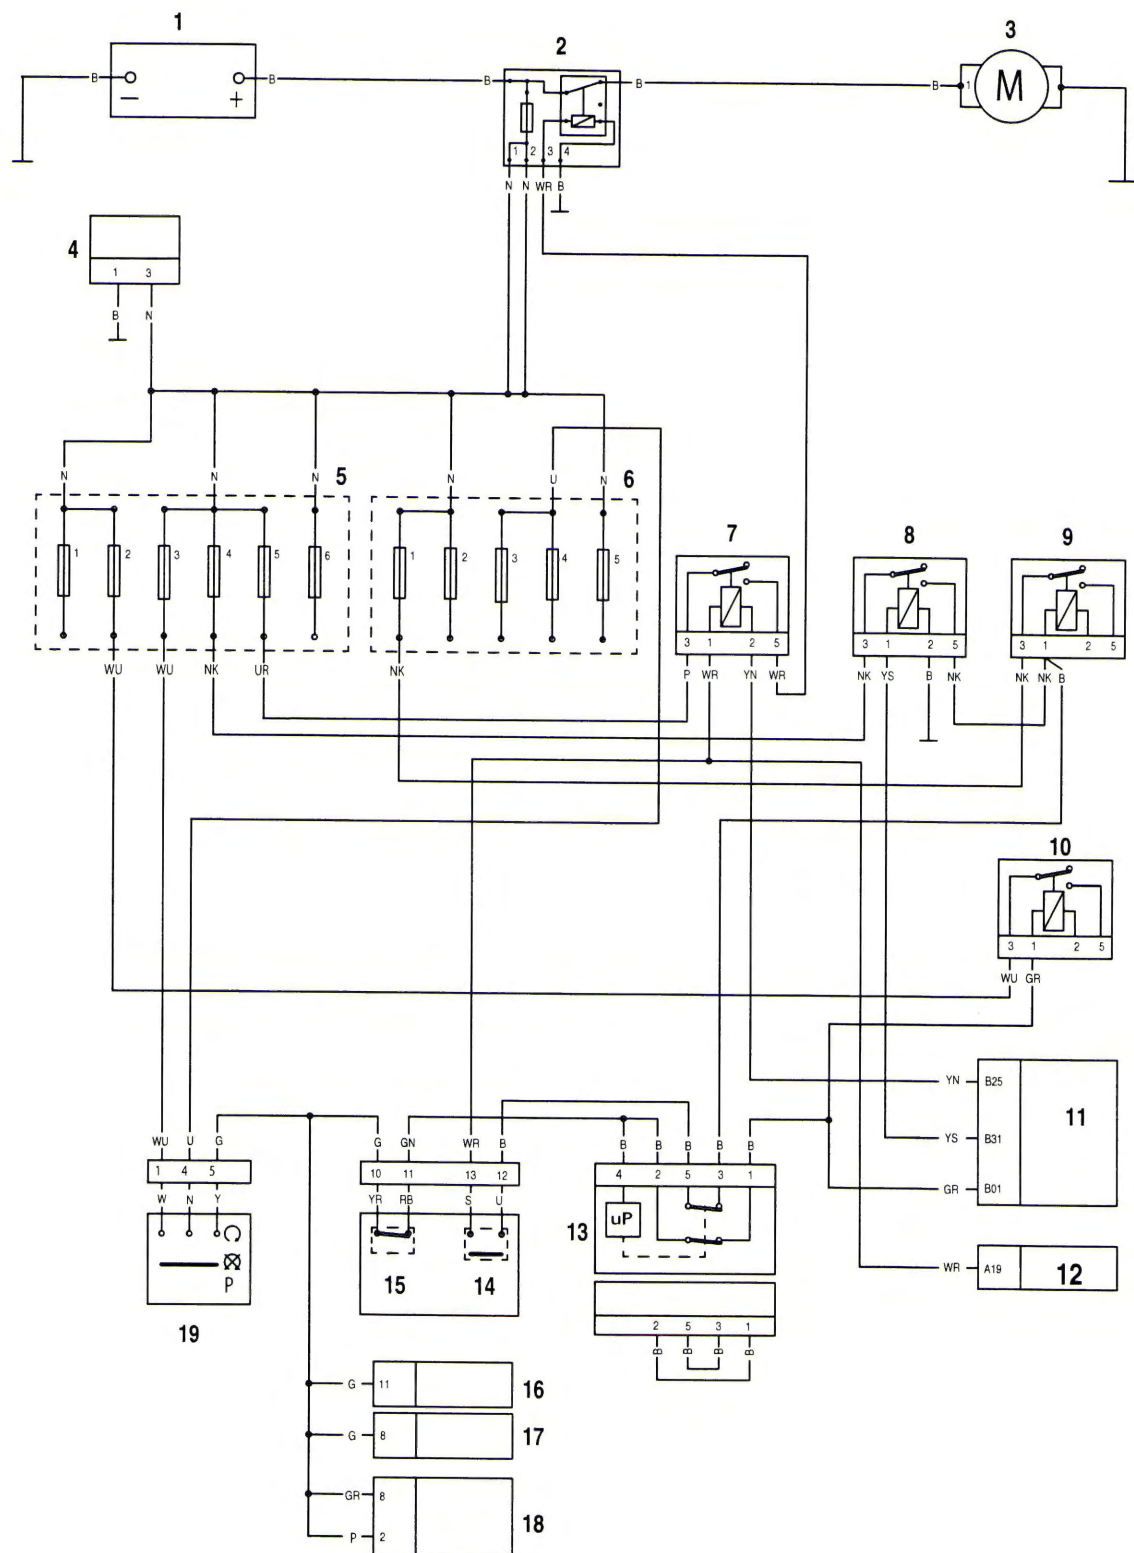 1
2
3
B
− +
B
B
B
B
1
M
1 2 3 4
N N WR B
4
1 3
B N
N N N
5
N U N
6
1 2 3 4 5 6
1 2 3 4 5
WU WU NK UR
NK
7
3 1 2 5
P WR YN WR
8
3 1 2 5
NK YS B NK
9
3 1 2 5
NK NK B
10
3 1 2 5
WU GR
YN B25
YS B31
GR B01
11
WR A19
12
WU U G
1 4 5
W N Y
P
19
G GN WR B
10 11 13 12
YR RB S U
15 14
B B B B B
4 2 5 3 1
uP
13
2 5 3 1
B B B B
G 11
16
G 8
17
GR 8
P 2
18